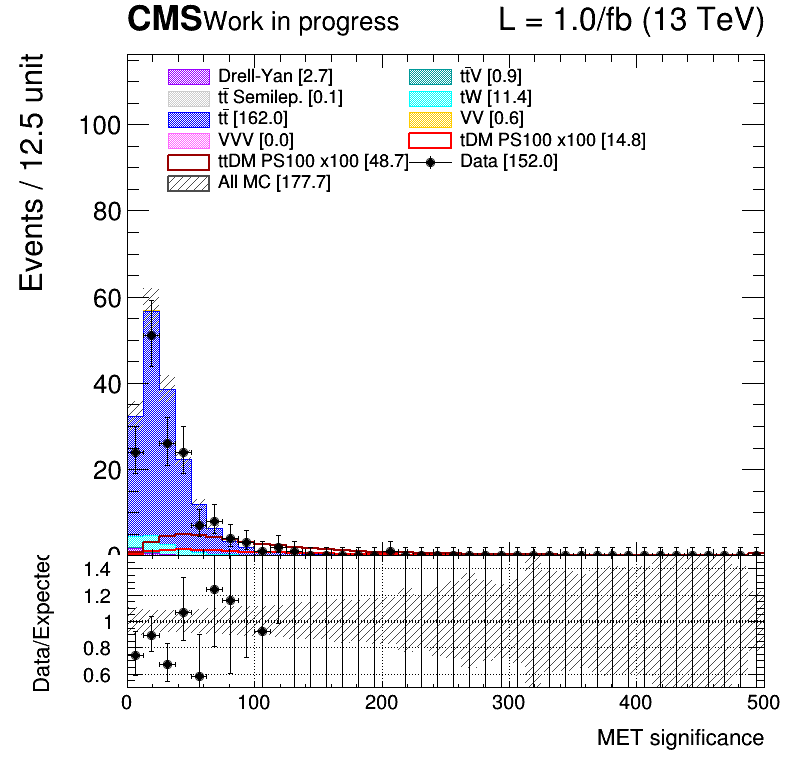 CMS Work in progress L = 1.0/fb (13 TeV)
Drell-Yan [2.7] tt̄V [0.9]
tt̄ Semilep. [0.1] tW [11.4]
tt̄ [162.0] VV [0.6]
VVV [0.0] tDM PS100 x100 [14.8]
ttDM PS100 x100 [48.7] Data [152.0]
All MC [177.7]
Events / 12.5 unit
100
80
60
40
20
0
Data/Expected
1.4
1.2
1
0.8
0.6
0 100 200 300 400 500
MET significance